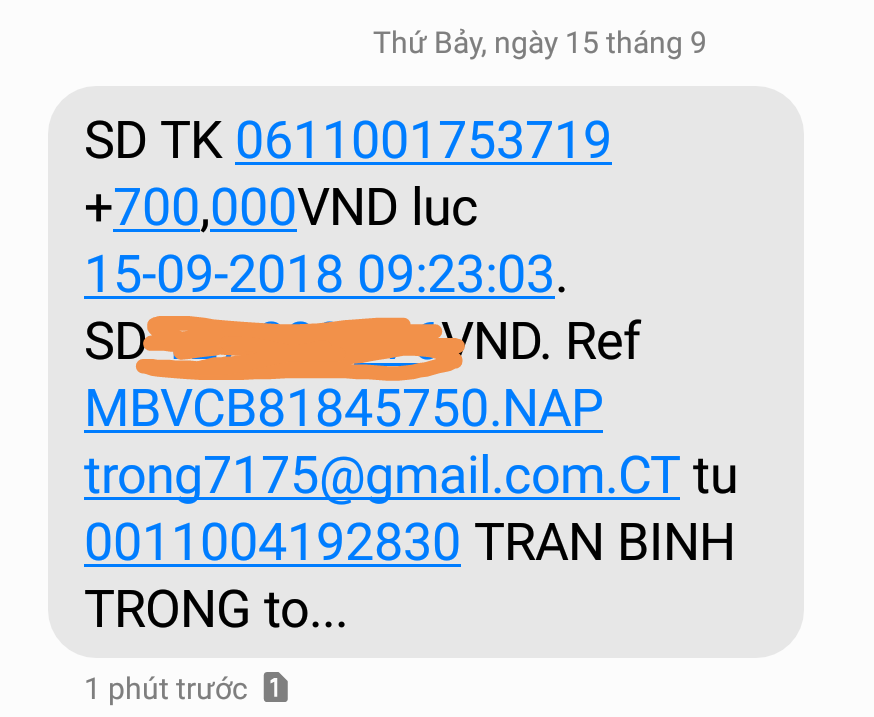 Thứ Bảy, ngày 15 tháng 9
SD TK 0611001753719
+700,000VND luc
15-09-2018 09:23:03.
SD VND. Ref
MBVCB81845750.NAP
trong7175@gmail.com.CT tu
0011004192830 TRAN BINH
TRONG to...
1 phút trước 1